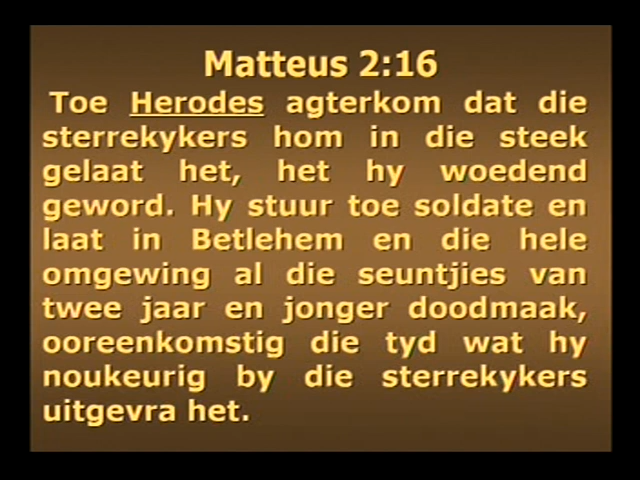 Matteus 2:16
Toe Herodes agterkom dat die
sterrekykers hom in die steek
gelaat het, het hy woedend
geword. Hy stuur toe soldate en
laat in Betlehem en die hele
omgewing al die seuntjies van
twee jaar en jonger doodmaak,
ooreenkomstig die tyd wat hy
noukeurig by die sterrekykers
uitgevra het.